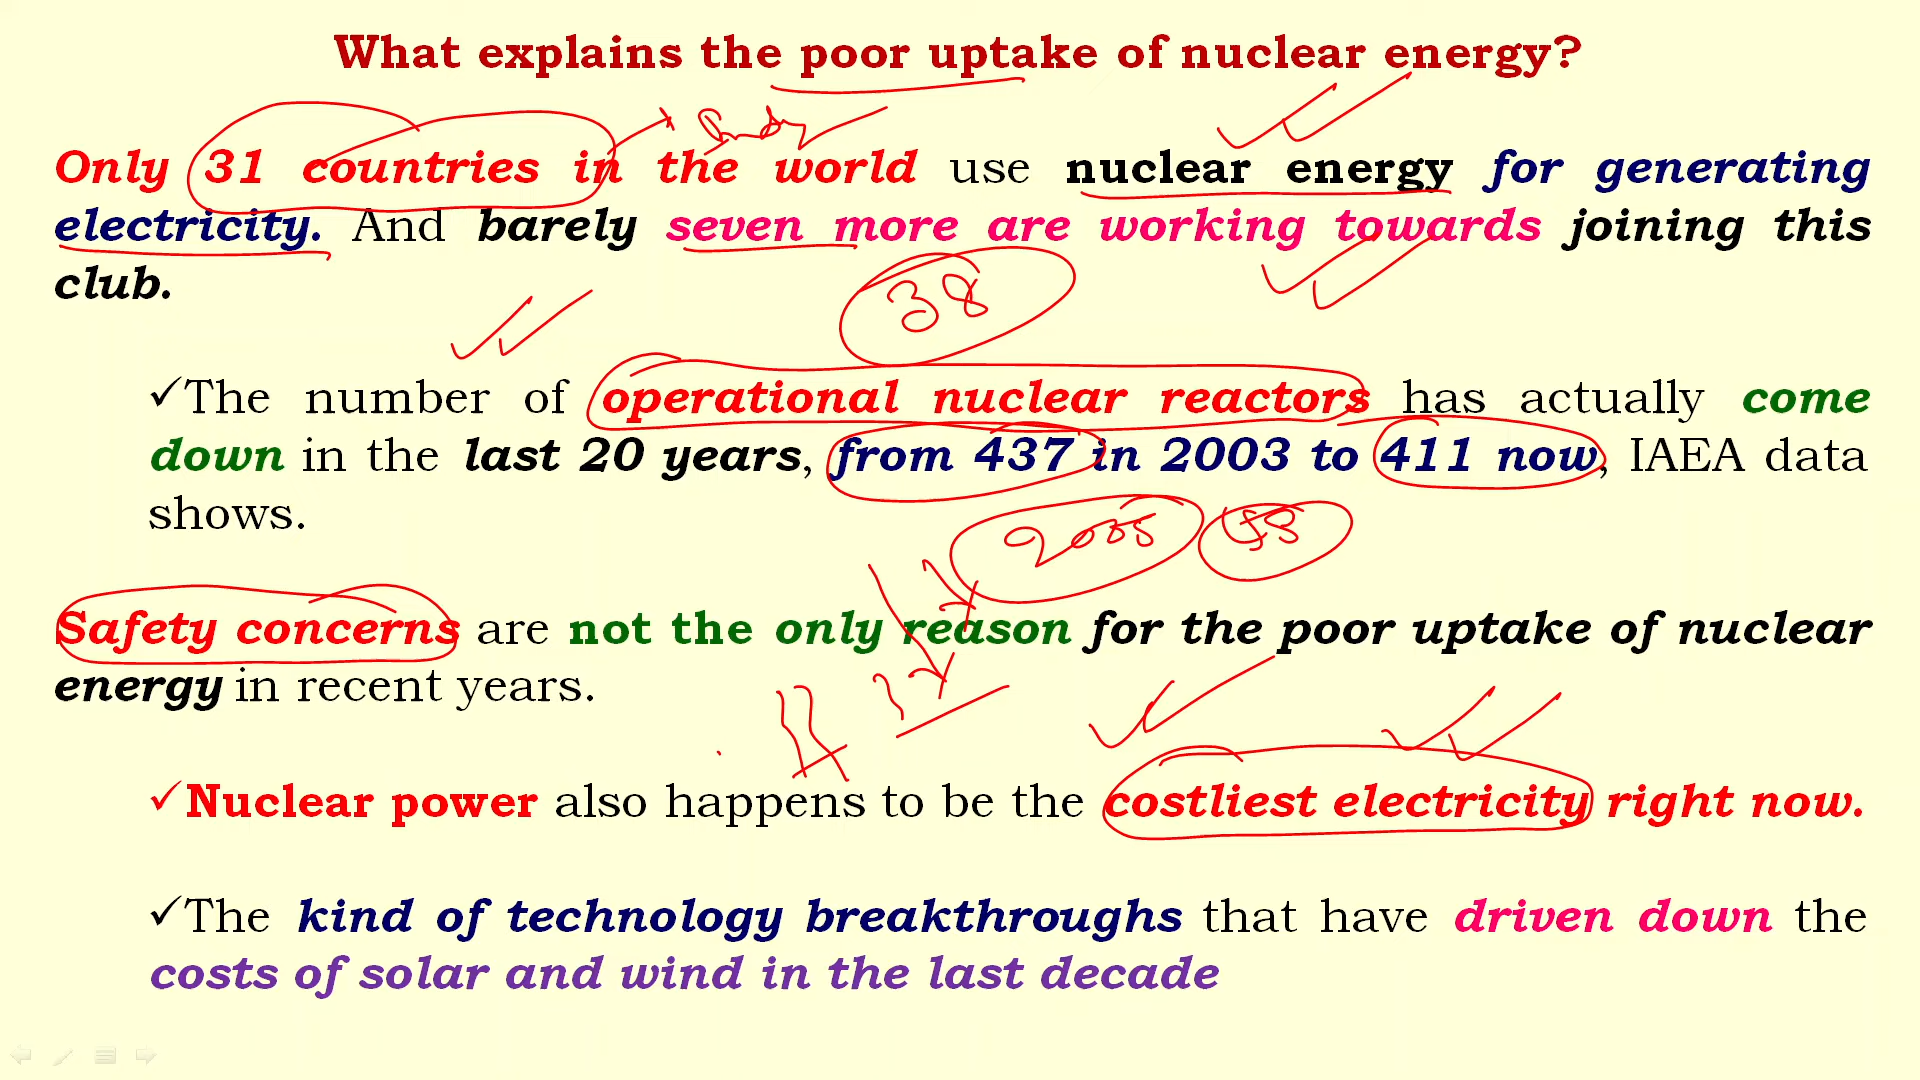 What explains the poor uptake of nuclear energy?
Only 31 countries in the world use nuclear energy for generating
electricity. And barely seven more are working towards joining this
club.
38
✓The number of operational nuclear reactors has actually come
down in the last 20 years, from 437 in 2003 to 411 now, IAEA data
shows.
2005
Safety concerns are not the only reason for the poor uptake of nuclear
energy in recent years.
✓Nuclear power also happens to be the costliest electricity right now.
✓The kind of technology breakthroughs that have driven down the
costs of solar and wind in the last decade